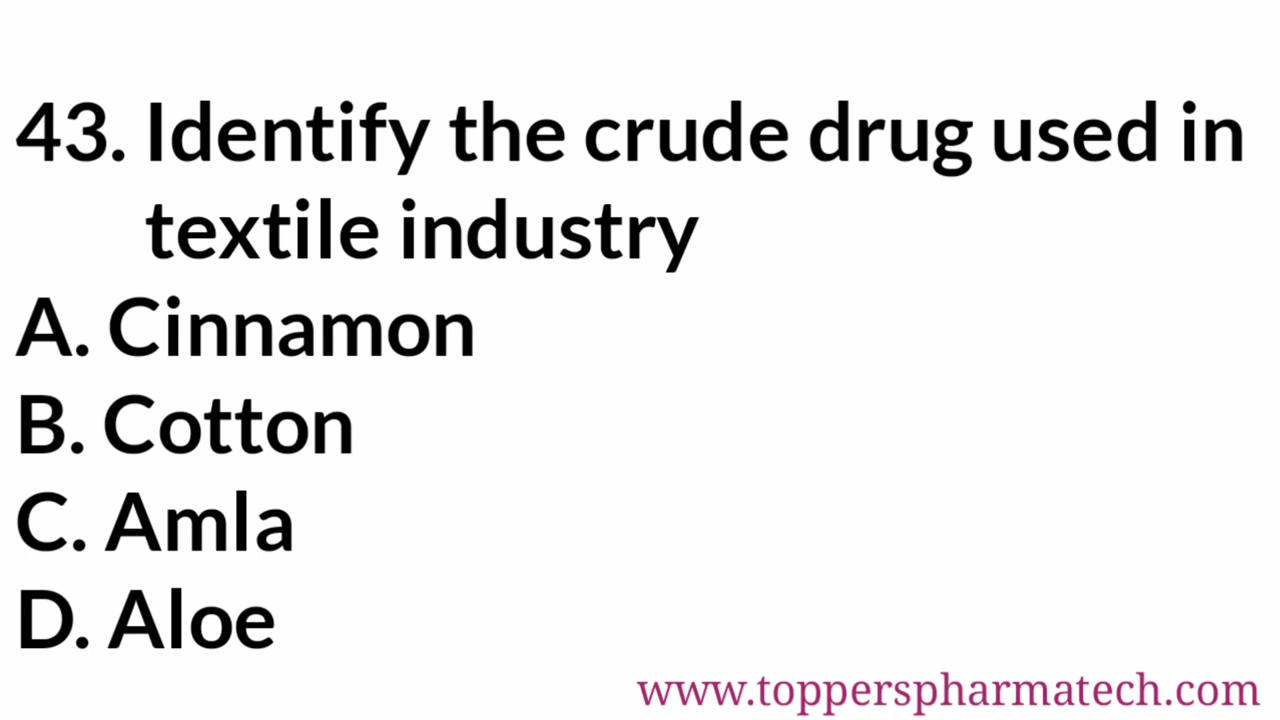 43. Identify the crude drug used in
textile industry
A. Cinnamon
B. Cotton
C. Amla
D. Aloe
www.topperspharmatech.com